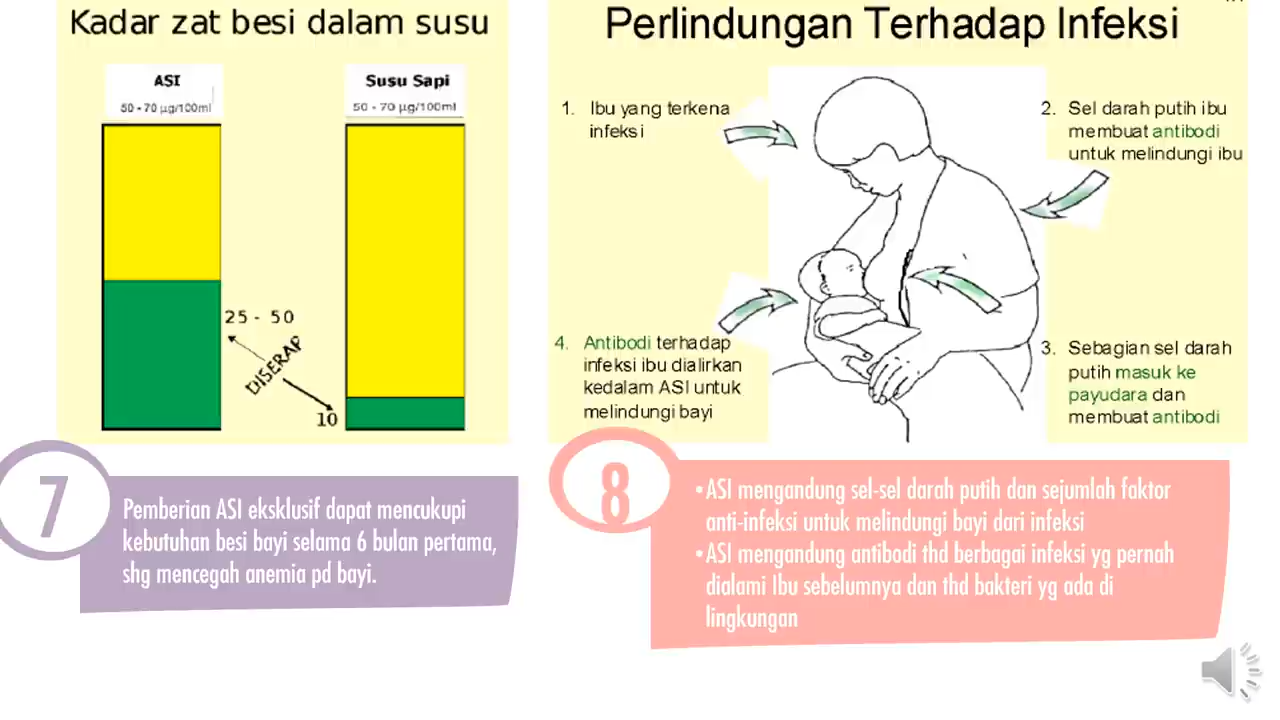 Kadar zat besi dalam susu
ASI
50 - 70 µg/100ml
Susu Sapi
50 - 70 µg/100ml
25 - 50
DISERAP
10
7
Pemberian ASI eksklusif dapat mencukupi
kebutuhan besi bayi selama 6 bulan pertama,
shg mencegah anemia pd bayi.
Perlindungan Terhadap Infeksi
1. Ibu yang terkena
infeksi
2. Sel darah putih ibu
membuat antibodi
untuk melindungi ibu
4. Antibodi terhadap
infeksi ibu dialirkan
kedalam ASI untuk
melindungi bayi
3. Sebagian sel darah
putih masuk ke
payudara dan
membuat antibodi
8
•ASI mengandung sel-sel darah putih dan sejumlah faktor
anti-infeksi untuk melindungi bayi dari infeksi
•ASI mengandung antibodi thd berbagai infeksi yg pernah
dialami Ibu sebelumnya dan thd bakteri yg ada di
lingkungan